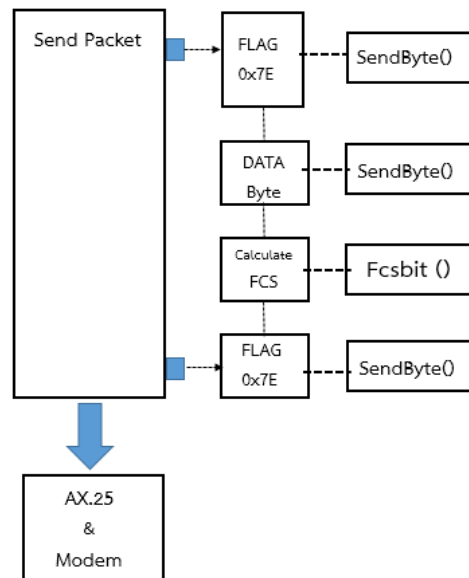 Send Packet
FLAG
0x7E
SendByte()
DATA
Byte
SendByte()
Calculate
FCS
Fcsbit ()
FLAG
0x7E
SendByte()
AX.25
&
Modem